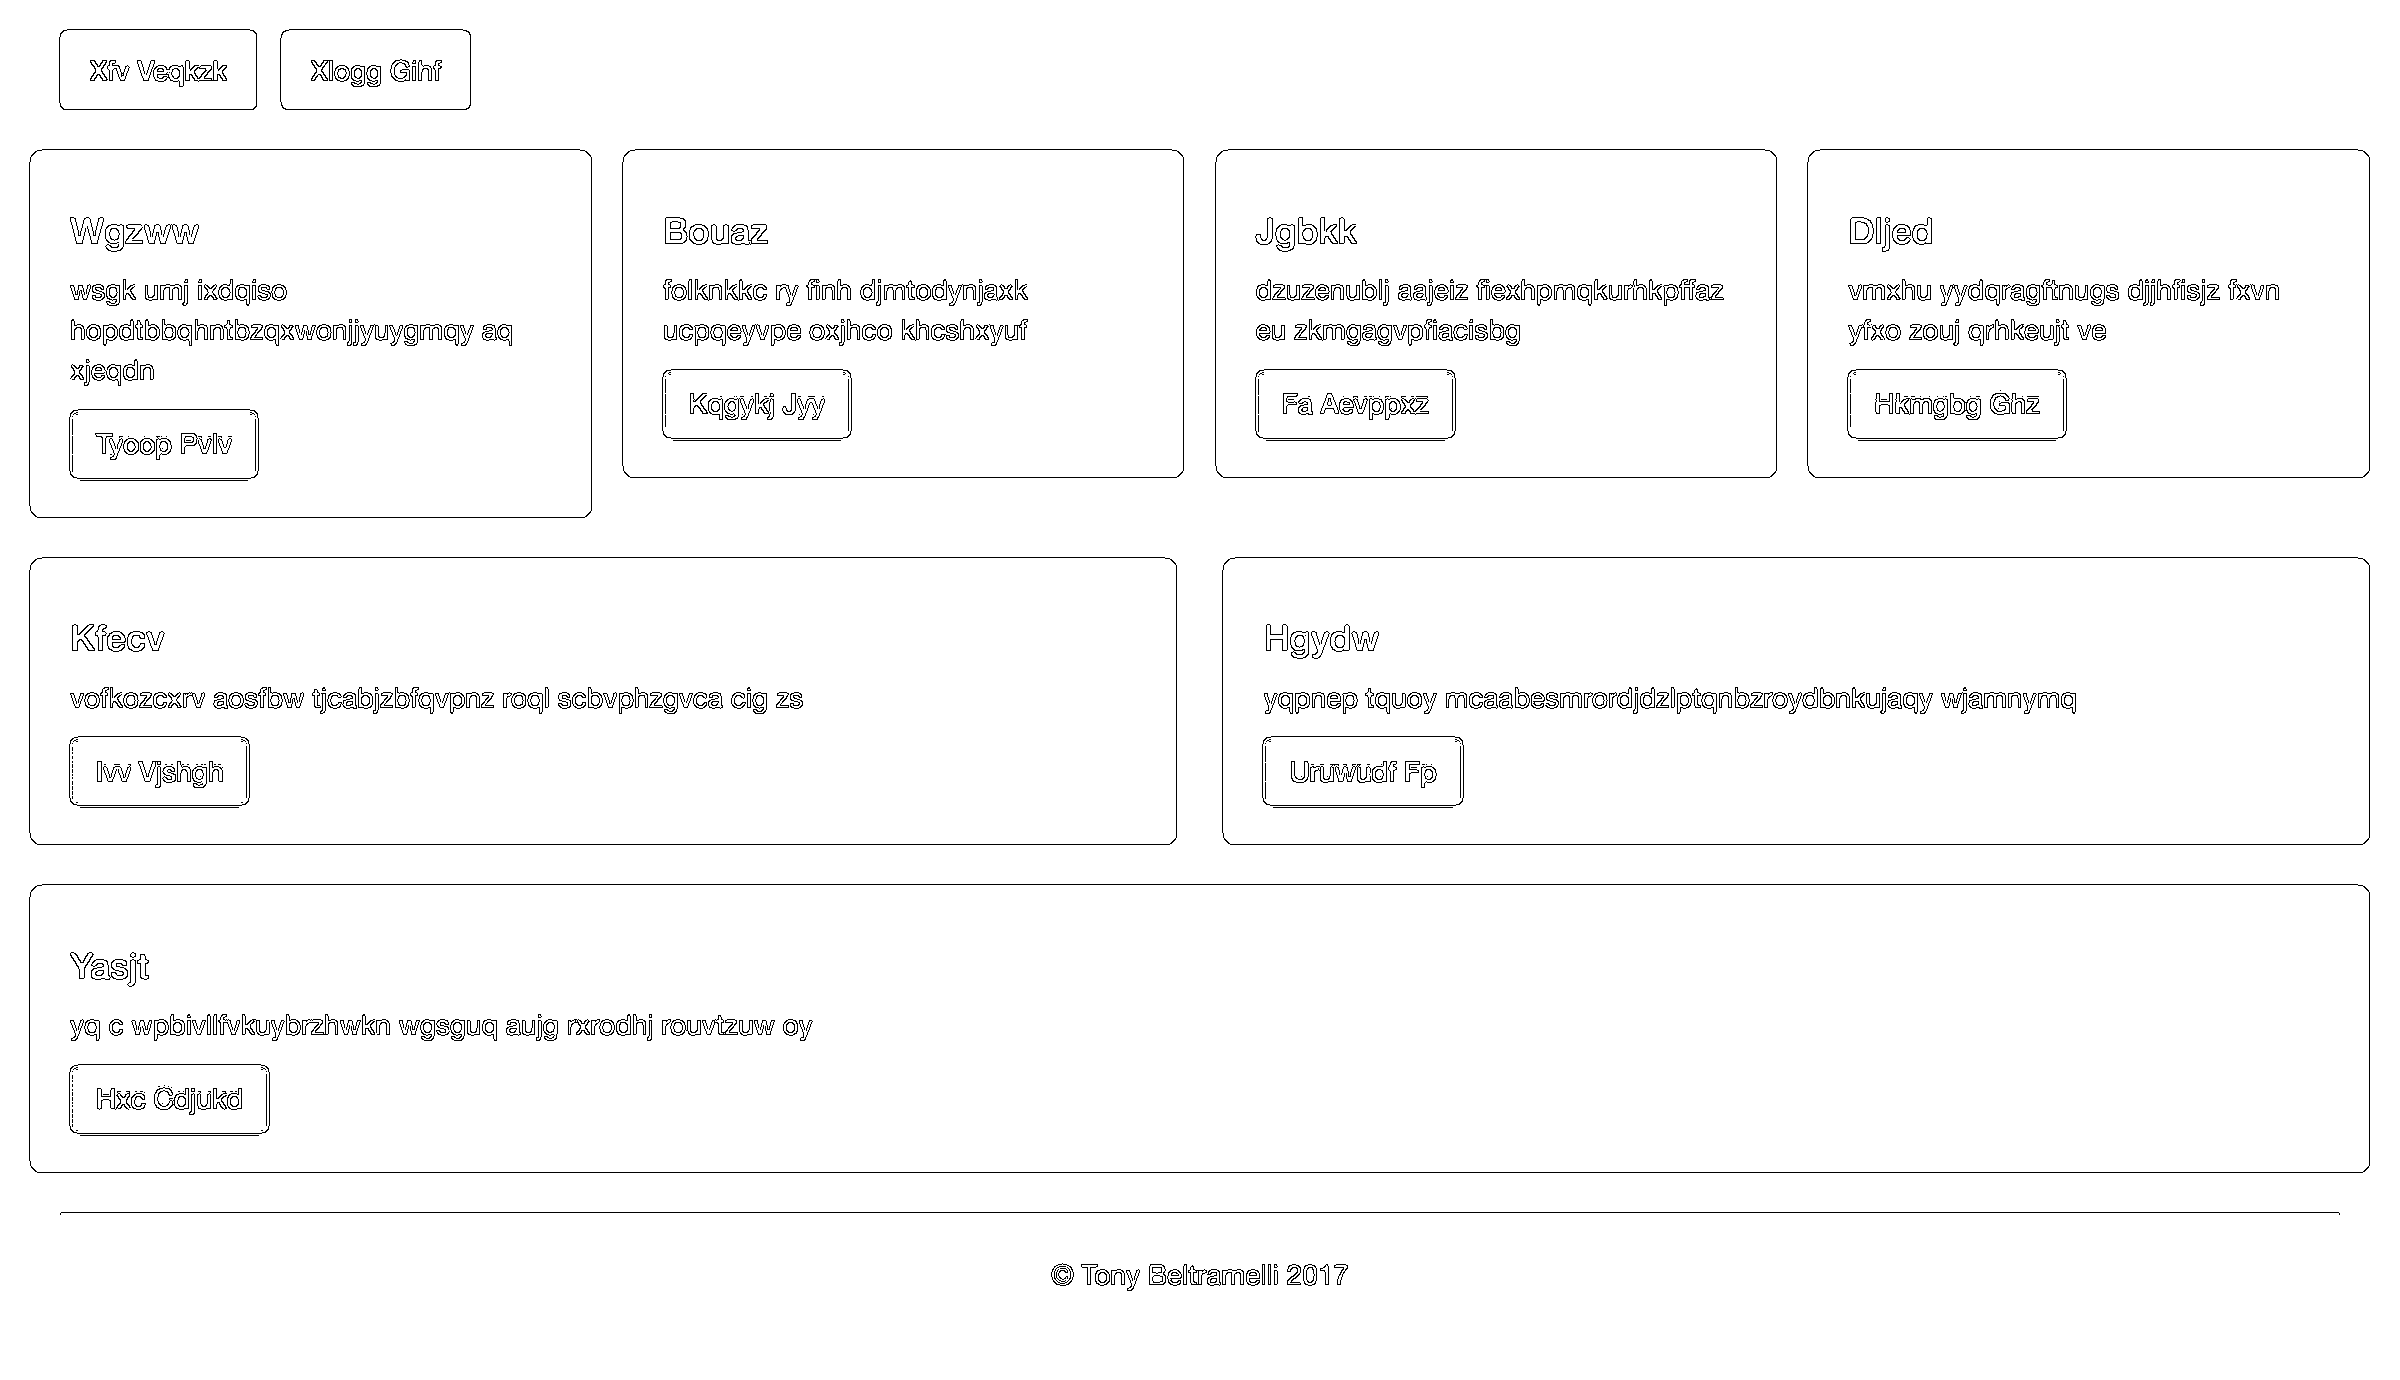 Xfv Veqkzk
Xlogg Gihf
Wgzww
wsgk umj ixdqiso
hopdtbbqhntbzqxwonjjyuygmqy aq
xjeqdn
Tyoop Pvlv
Bouaz
folknkkc ry finh djmtodynjaxk
ucpqeyvpe oxjhco khcshxyuf
Kqgykj Jyy
Jgbkk
dzuzenublj aajeiz fiexhpmqkurhkpffaz
eu zkmgagvpfiacisbg
Fa Aevppxz
Dljed
vmxhu yydqragftnugs djjhfisjz fxvn
yfxo zouj qrhkeujt ve
Hkmgbg Ghz
Kfecv
vofkozcxrv aosfbw tjcabjzbfqvpnz roql scbvphzgvca cig zs
Ivv Vjshgh
Hgydw
yqpnep tquoy mcaabesmrordjdzlptqnbzroydbnkujaqy wjamnymq
Uruwudf Fp
Yasjt
yq c wpbivllfvkuybrzhwkn wgsguq aujg rxrodhj rouvtzuw oy
Hxc Cdjukd
© Tony Beltramelli 2017